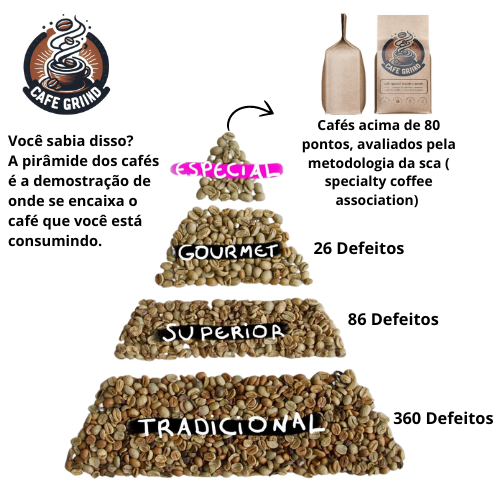 CAFE GRIIND
CAFE GRIIND
Você sabia disso?
A pirâmide dos cafés
é a demostração de
onde se encaixa o
café que você está
consumindo.
Cafés acima de 80
pontos, avaliados pela
metodologia da sca (
specialty coffee
association)
ESPECIAL
GOURMET
26 Defeitos
SUPERIOR
86 Defeitos
TRADICIONAL
360 Defeitos